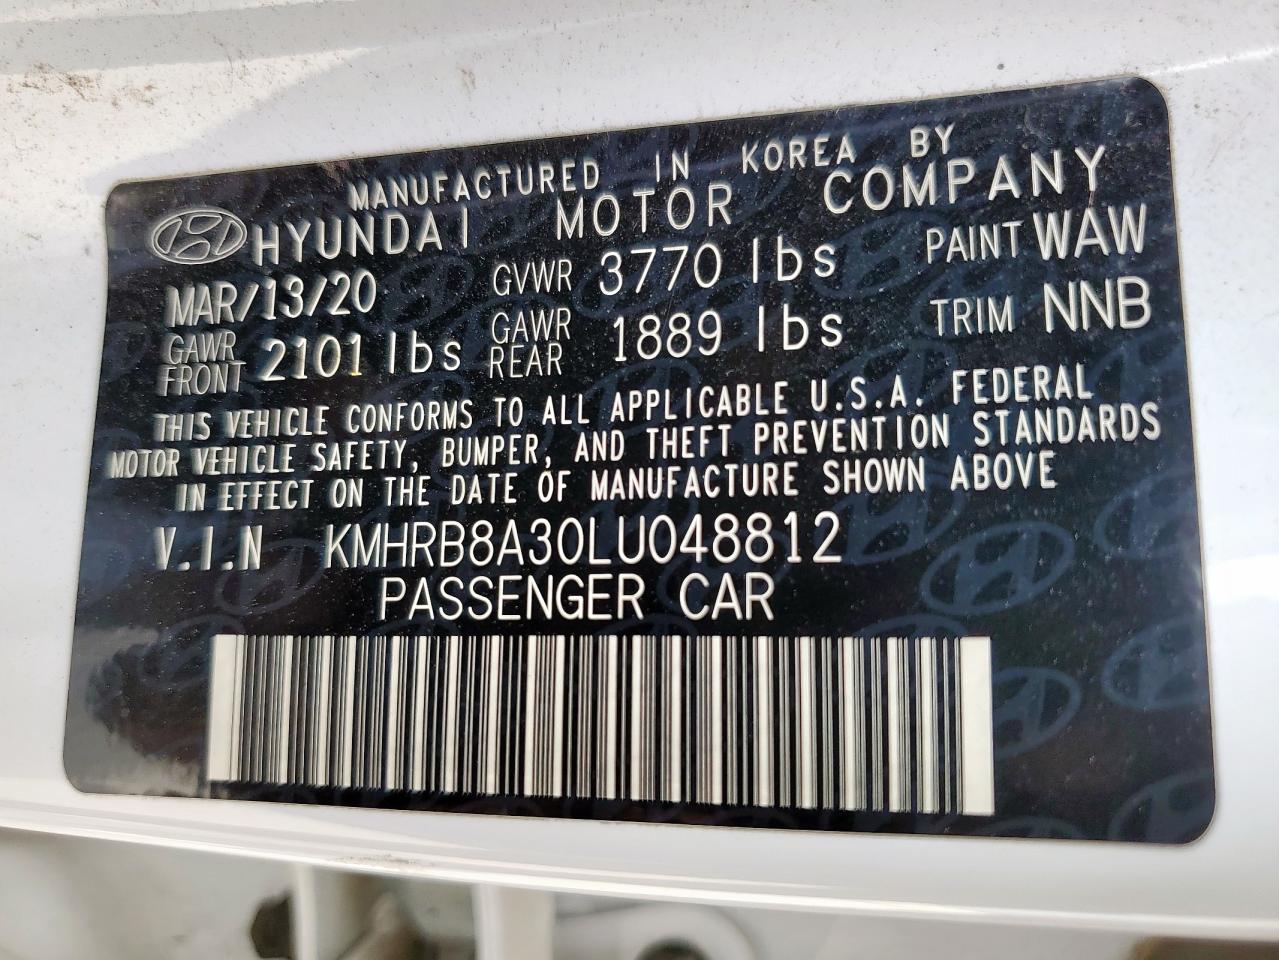 MANUFACTURED IN KOREA BY
HYUNDAI MOTOR COMPANY
MAR/13/20 GVWR 3770 lbs PAINT WAW
GAWR FRONT 2101 lbs GAWR REAR 1889 lbs TRIM NNB
THIS VEHICLE CONFORMS TO ALL APPLICABLE U.S.A. FEDERAL
MOTOR VEHICLE SAFETY, BUMPER, AND THEFT PREVENTION STANDARDS
IN EFFECT ON THE DATE OF MANUFACTURE SHOWN ABOVE
V.I.N KMHRB8A30LU048812
PASSENGER CAR